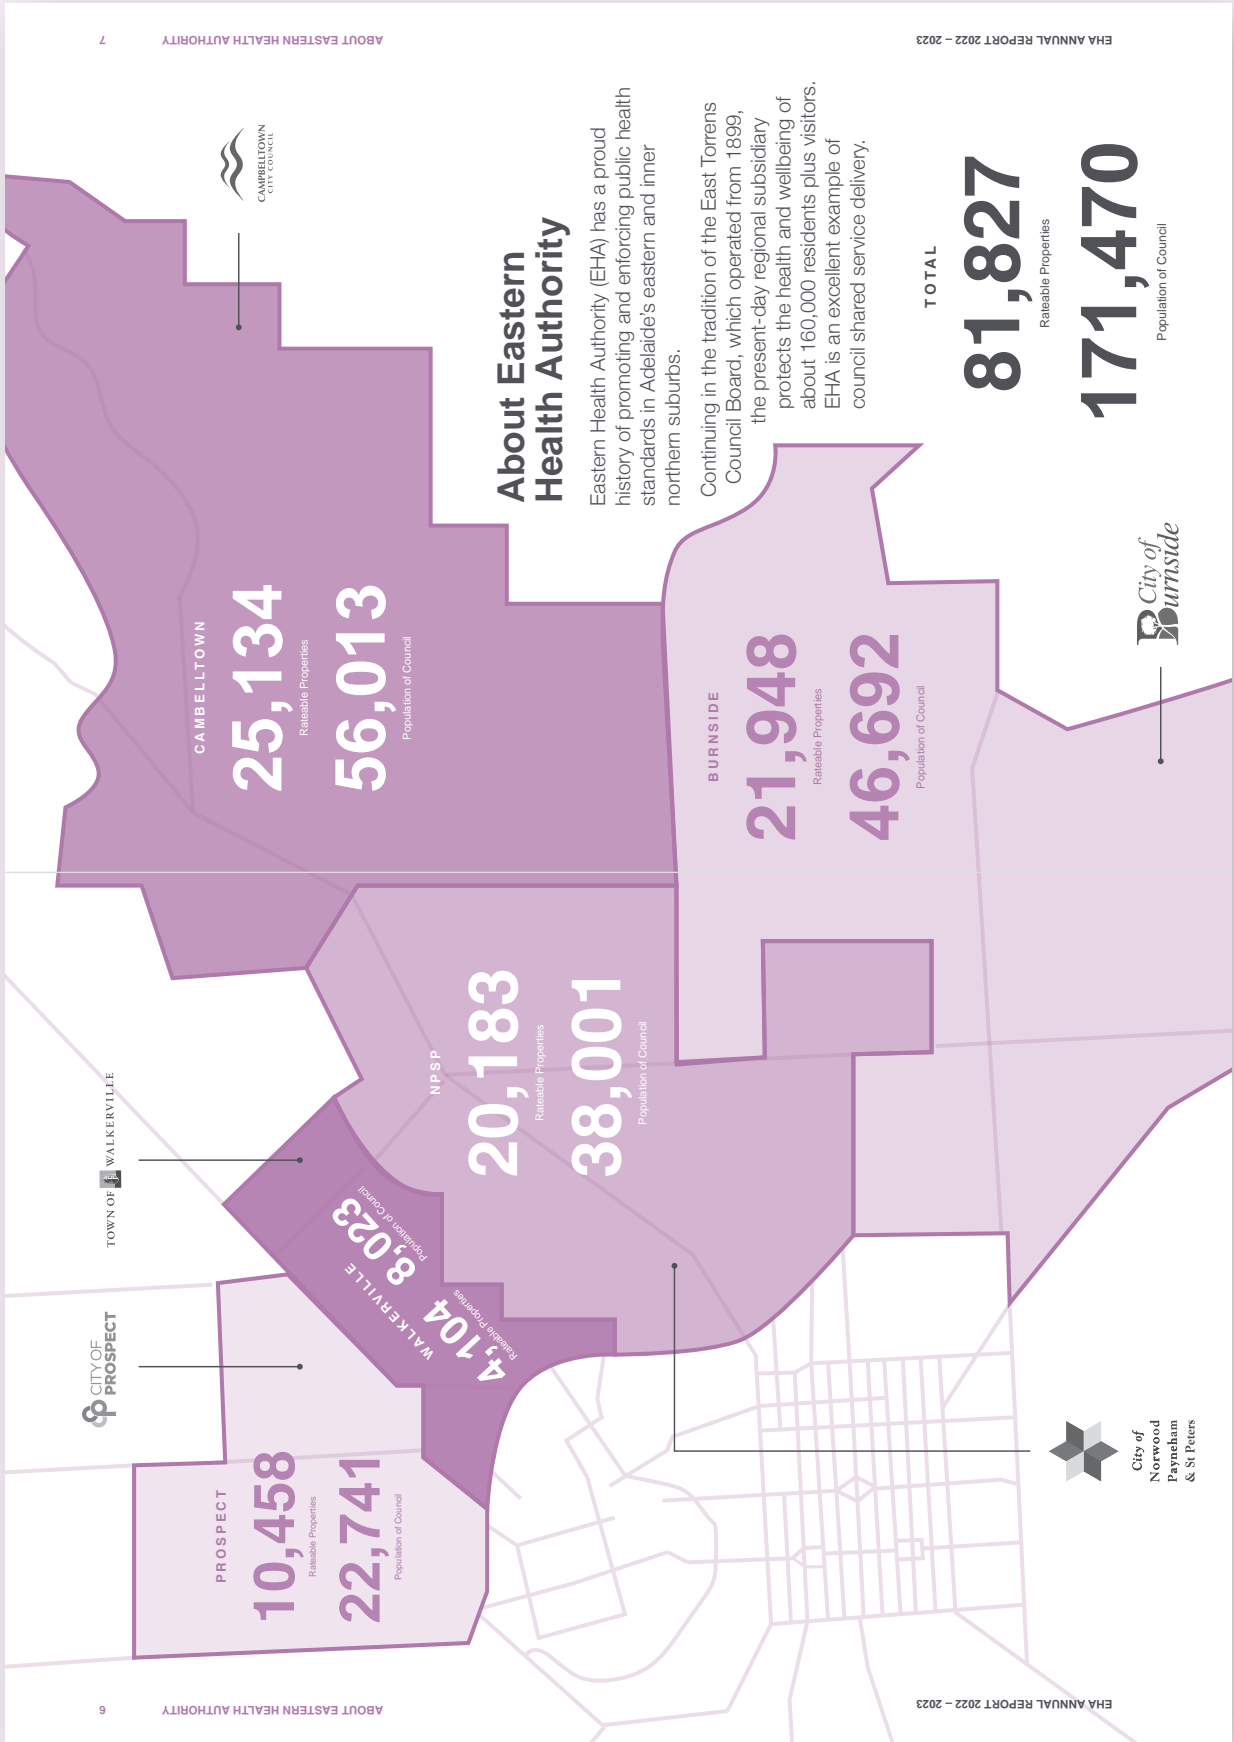 7
ABOUT EASTERN HEALTH AUTHORITY
EHA ANNUAL REPORT 2022 – 2023
CAMPBELLTOWN
CITY COUNCIL
About Eastern
Health Authority
Eastern Health Authority (EHA) has a proud
history of promoting and enforcing public health
standards in Adelaide's eastern and inner
northern suburbs.
Continuing in the tradition of the East Torrens
Council Board, which operated from 1899,
the present-day regional subsidiary
protects the health and wellbeing of
about 160,000 residents plus visitors.
EHA is an excellent example of
council shared service delivery.
TOTAL
81,827
Rateable Properties
171,470
Population of Council
CAMBELLTOWN
25,134
Rateable Properties
56,013
Population of Council
BURNSIDE
21,948
Rateable Properties
46,692
Population of Council
City of
Burnside
NPSP
20,183
Rateable Properties
38,001
Population of Council
TOWN OF WALKERVILLE
WALKERVILLE
8,023
Population of Council
4,104
Rateable Properties
CITY OF
PROSPECT
PROSPECT
10,458
Rateable Properties
22,741
Population of Council
City of
Norwood
Payneham
& St Peters
6
ABOUT EASTERN HEALTH AUTHORITY
EHA ANNUAL REPORT 2022 – 2023